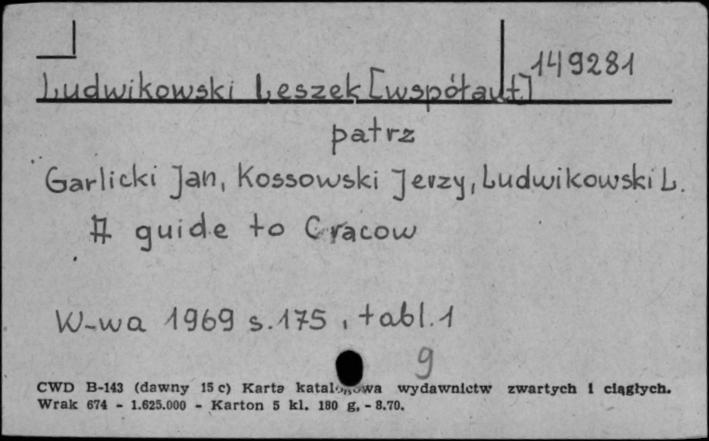 149281
Ludwikowski Leszek [współaut]
patrz
Garlicki Jan, Kossowski Jerzy, Ludwikowski L.
A guide to Cracow
W-wa 1969 s. 175, tabl. 1
9
CWD B-143 (dawny 15 c) Karta katalogowa wydawnictw zwartych i ciągłych.
Wrak 674 - 1.625.000 - Karton 5 kl. 180 g. - 8.70.